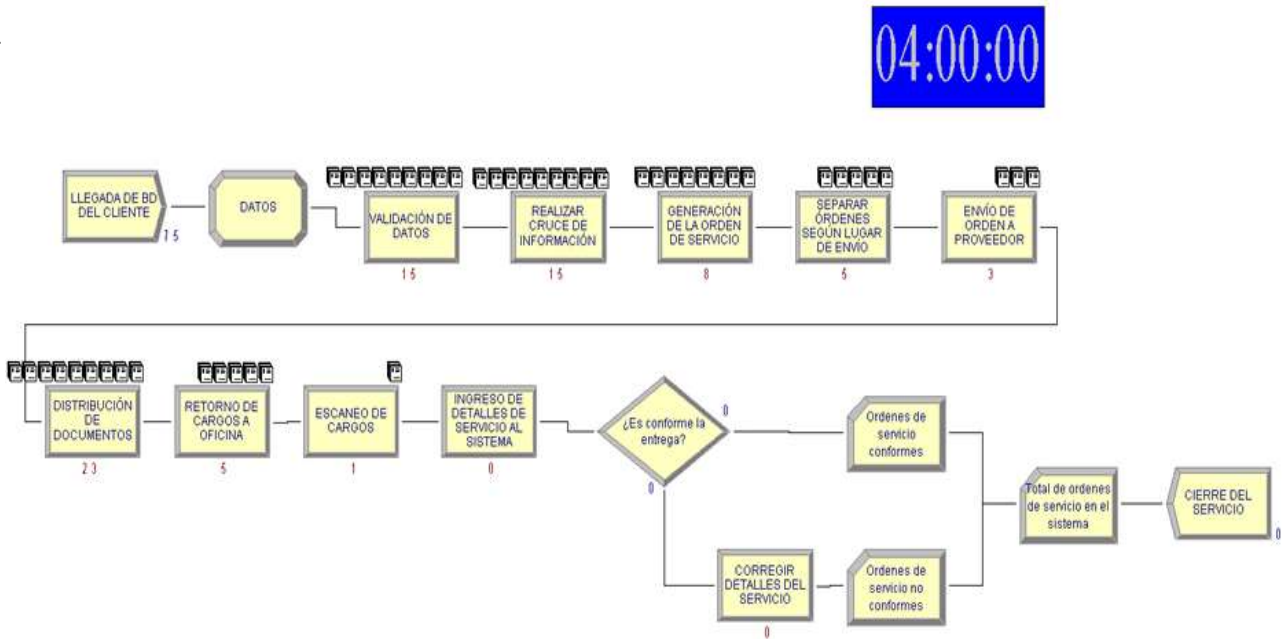 04:00:00
LLEGADA DE BD
DEL CLIENTE
15
DATOS
VALIDACIÓN DE
DATOS
15
REALIZAR
CRUCE DE
INFORMACIÓN
15
GENERACIÓN
DE LA ORDEN
DE SERVICIO
8
SEPARAR
ÓRDENES
SEGÚN LUGAR
DE ENVÍO
5
ENVÍO DE
ORDEN A
PROVEEDOR
3
DISTRIBUCIÓN
DE
DOCUMENTOS
23
RETORNO DE
CARGOS A
OFICINA
5
ESCANEO DE
CARGOS
1
INGRESO DE
DETALLES DE
SERVICIO AL
SISTEMA
0
¿Es conforme la
entrega?
0
0
Ordenes de
servicio
conformes
CORREGIR
DETALLES DEL
SERVICIO
0
Ordenes de
servicio no
conformes
Total de ordenes
de servicio en el
sistema
CIERRE DEL
SERVICIO
0